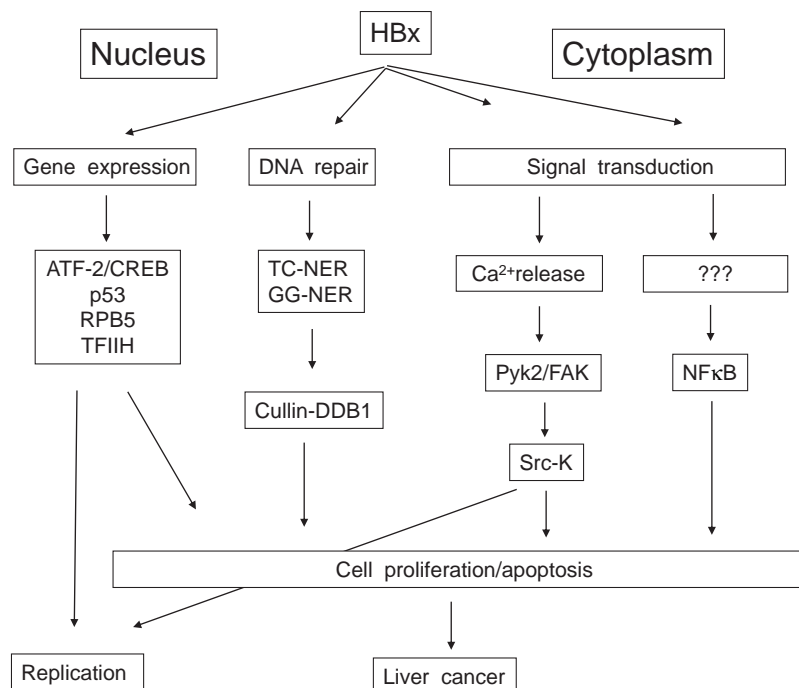 HBx
Nucleus
Cytoplasm
Gene expression
DNA repair
Signal transduction
ATF-2/CREB
p53
RPB5
TFIIH
TC-NER
GG-NER
Ca²⁺release
???
Pyk2/FAK
NFκB
Cullin-DDB1
Src-K
Cell proliferation/apoptosis
Replication
Liver cancer